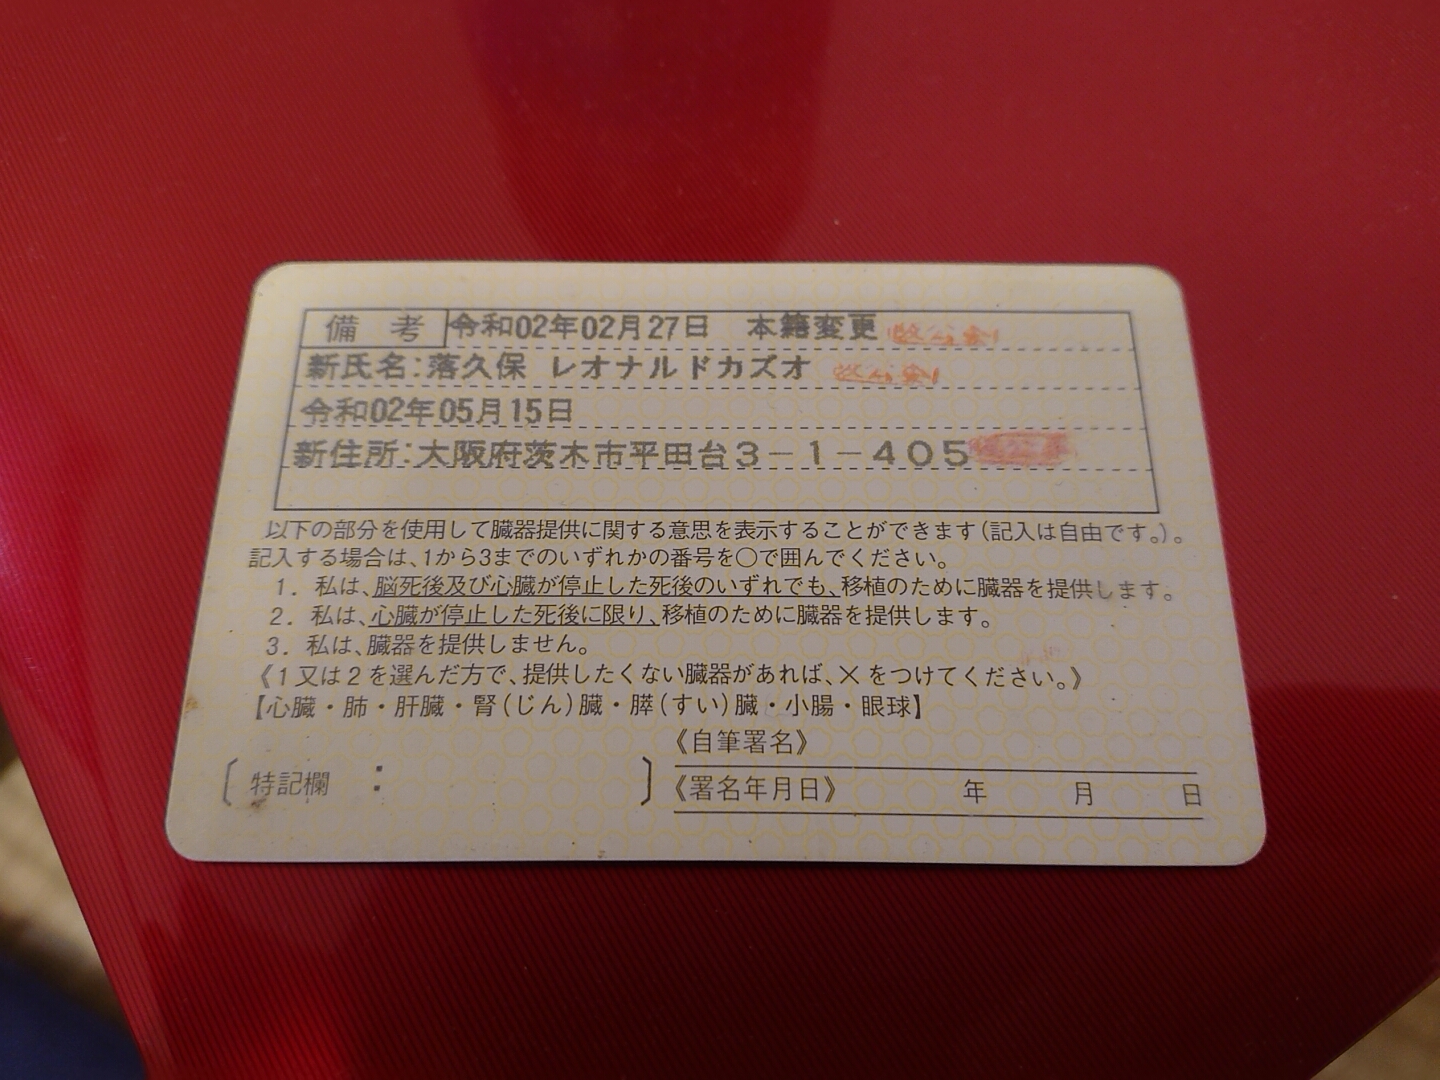 備考 令和02年02月27日 本籍変更
新氏名:落久保 レオナルドカズオ
令和02年05月15日
新住所:大阪府茨木市平田台3－1－405
以下の部分を使用して臓器提供に関する意思を表示することができます(記入は自由です。)。
記入する場合は、1から3までのいずれかの番号を○で囲んでください。
1. 私は、脳死後及び心臓が停止した死後のいずれでも、移植のために臓器を提供します。
2. 私は、心臓が停止した死後に限り、移植のために臓器を提供します。
3. 私は、臓器を提供しません。
《1又は2を選んだ方で、提供したくない臓器があれば、×をつけてください。》
【心臓・肺・肝臓・腎(じん)臓・膵(すい)臓・小腸・眼球】
《自筆署名》
〔特記欄 : 〕
《署名年月日》 年 月 日